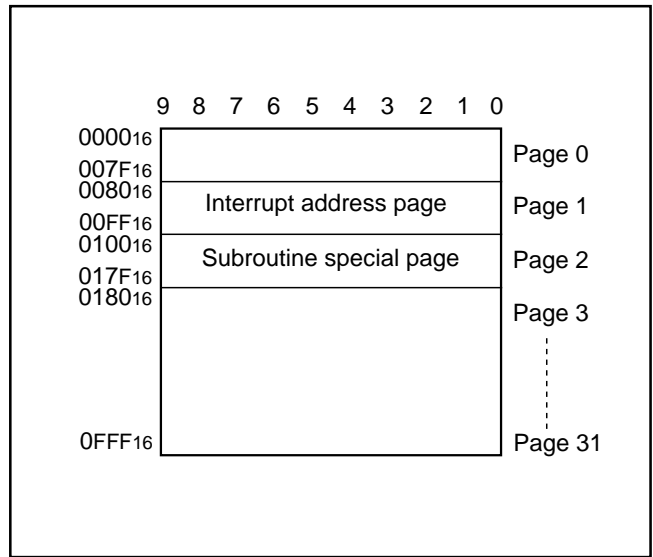 9 8 7 6 5 4 3 2 1 0
000016
Page 0
007F16
008016
Interrupt address page
Page 1
00FF16
010016
Subroutine special page
Page 2
017F16
018016
Page 3
0FFF16
Page 31